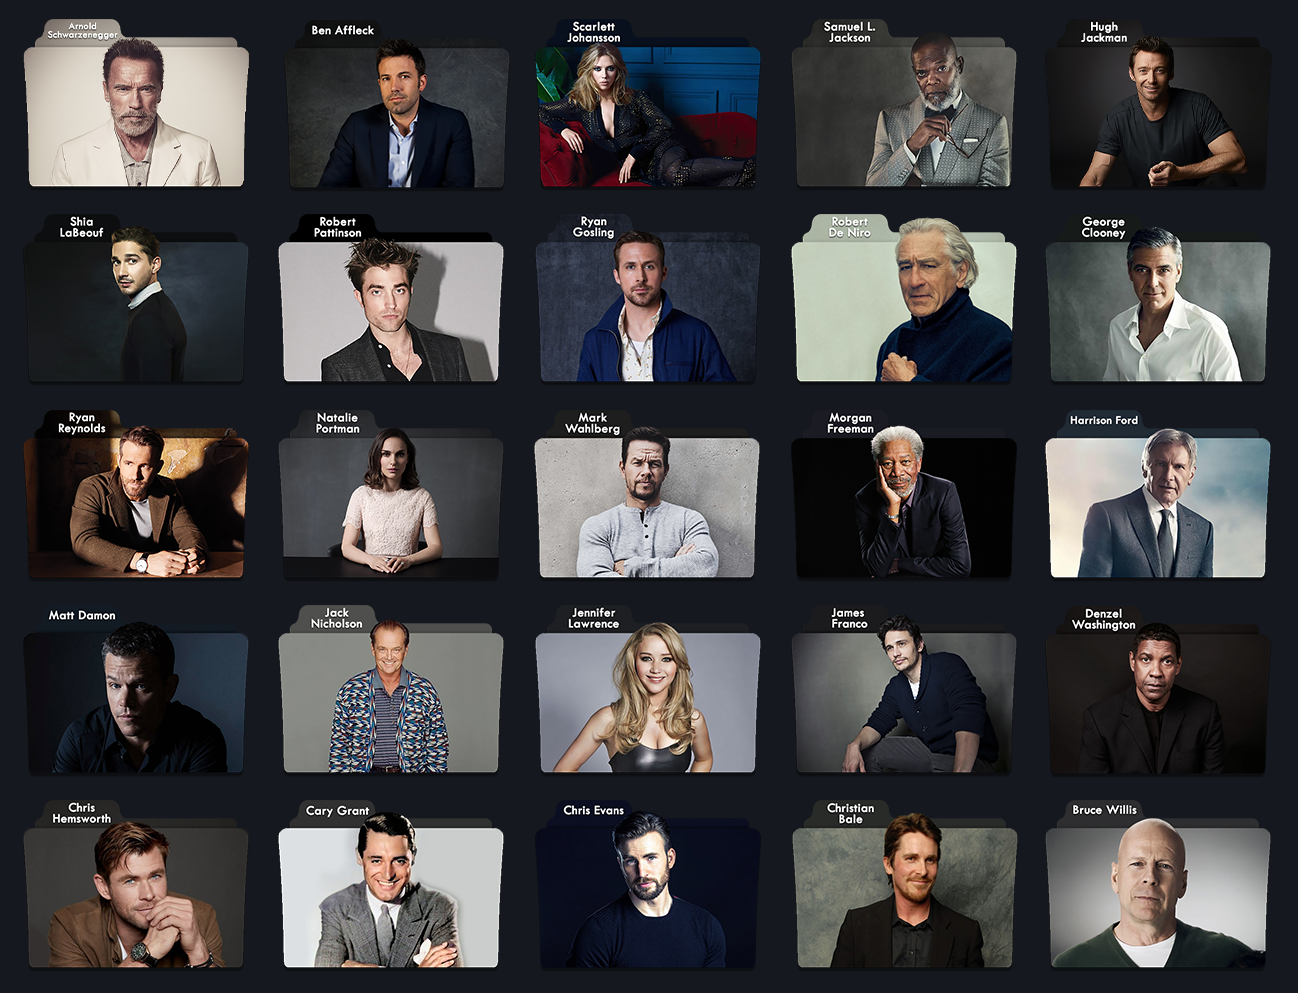 Arnold
Schwarzenegger
Ben Affleck
Scarlett
Johansson
Samuel L.
Jackson
Hugh
Jackman
Shia
LaBeouf
Robert
Pattinson
Ryan
Gosling
Robert
De Niro
George
Clooney
Ryan
Reynolds
Natalie
Portman
Mark
Wahlberg
Morgan
Freeman
Harrison Ford
Matt Damon
Jack
Nicholson
Jennifer
Lawrence
James
Franco
Denzel
Washington
Chris
Hemsworth
Cary Grant
Chris Evans
Christian
Bale
Bruce Willis